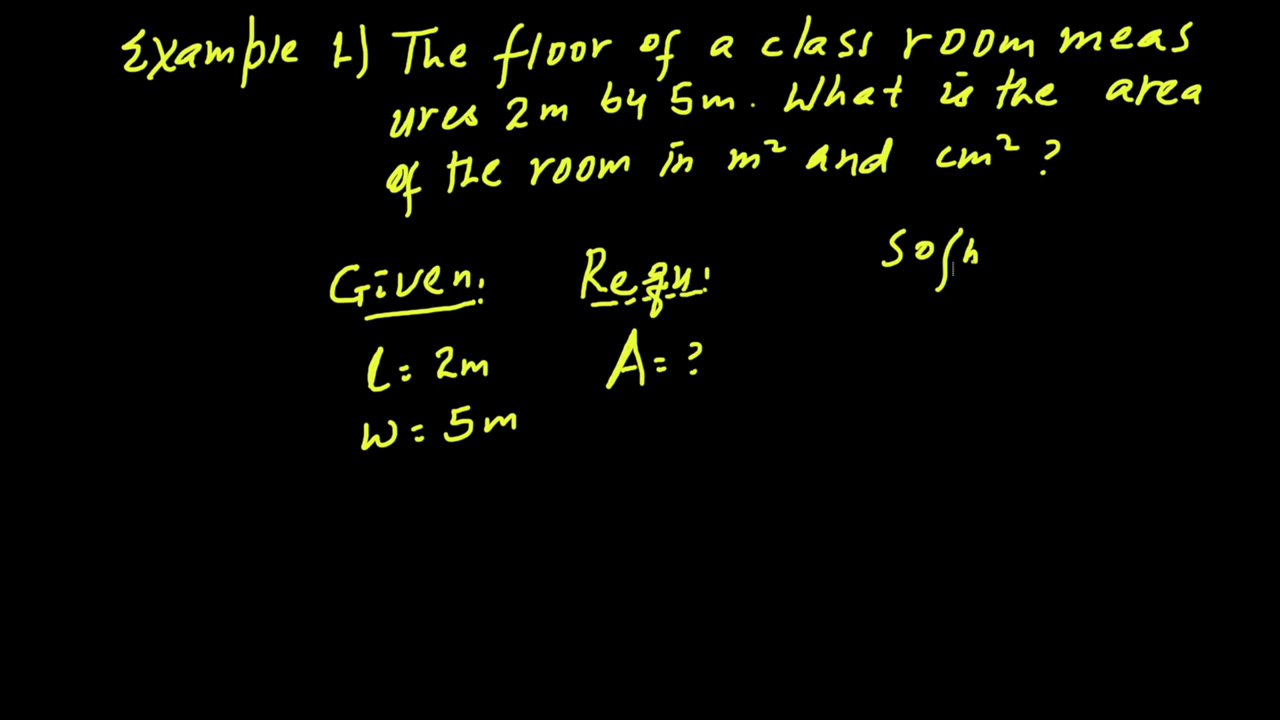 Example 1) The floor of a class room meas
ures 2m by 5m. What is the area
of the room in m² and cm² ?
Given: Requ: Soln
l = 2m A = ?
w = 5m